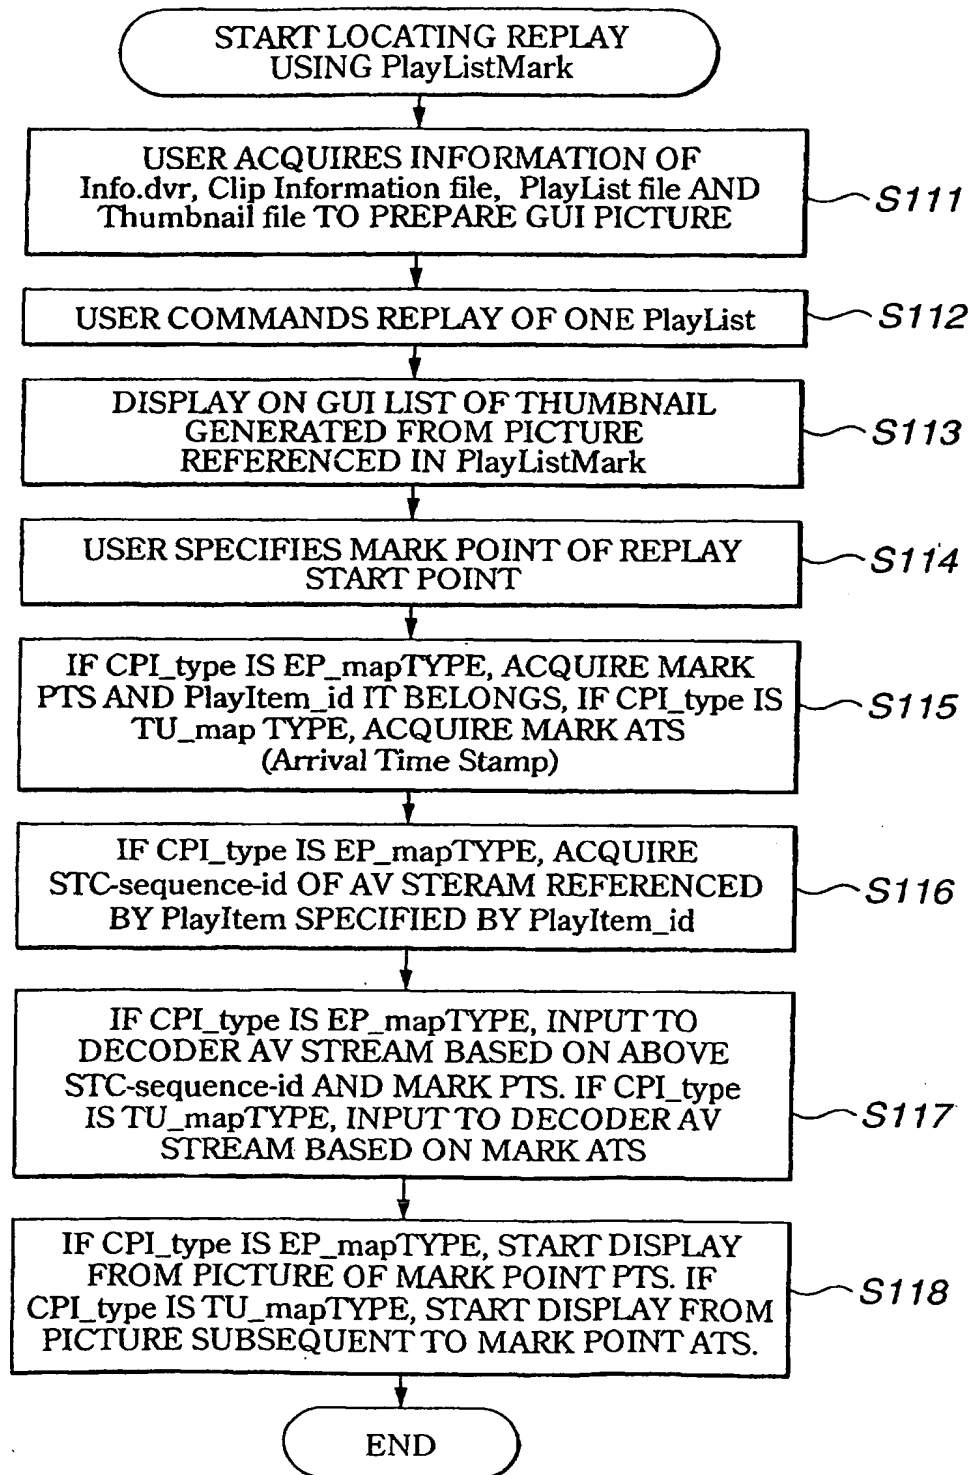 START LOCATING REPLAY
USING PlayListMark
USER ACQUIRES INFORMATION OF
Info.dvr, Clip Information file, PlayList file AND
Thumbnail file TO PREPARE GUI PICTURE
S111
USER COMMANDS REPLAY OF ONE PlayList
S112
DISPLAY ON GUI LIST OF THUMBNAIL
GENERATED FROM PICTURE
REFERENCED IN PlayListMark
S113
USER SPECIFIES MARK POINT OF REPLAY
START POINT
S114
IF CPI_type IS EP_mapTYPE, ACQUIRE MARK
PTS AND PlayItem_id IT BELONGS, IF CPI_type IS
TU_map TYPE, ACQUIRE MARK ATS
(Arrival Time Stamp)
S115
IF CPI_type IS EP_mapTYPE, ACQUIRE
STC-sequence-id OF AV STERAM REFERENCED
BY PlayItem SPECIFIED BY PlayItem_id
S116
IF CPI_type IS EP_mapTYPE, INPUT TO
DECODER AV STREAM BASED ON ABOVE
STC-sequence-id AND MARK PTS. IF CPI_type
IS TU_mapTYPE, INPUT TO DECODER AV
STREAM BASED ON MARK ATS
S117
IF CPI_type IS EP_mapTYPE, START DISPLAY
FROM PICTURE OF MARK POINT PTS. IF
CPI_type IS TU_mapTYPE, START DISPLAY FROM
PICTURE SUBSEQUENT TO MARK POINT ATS.
S118
END